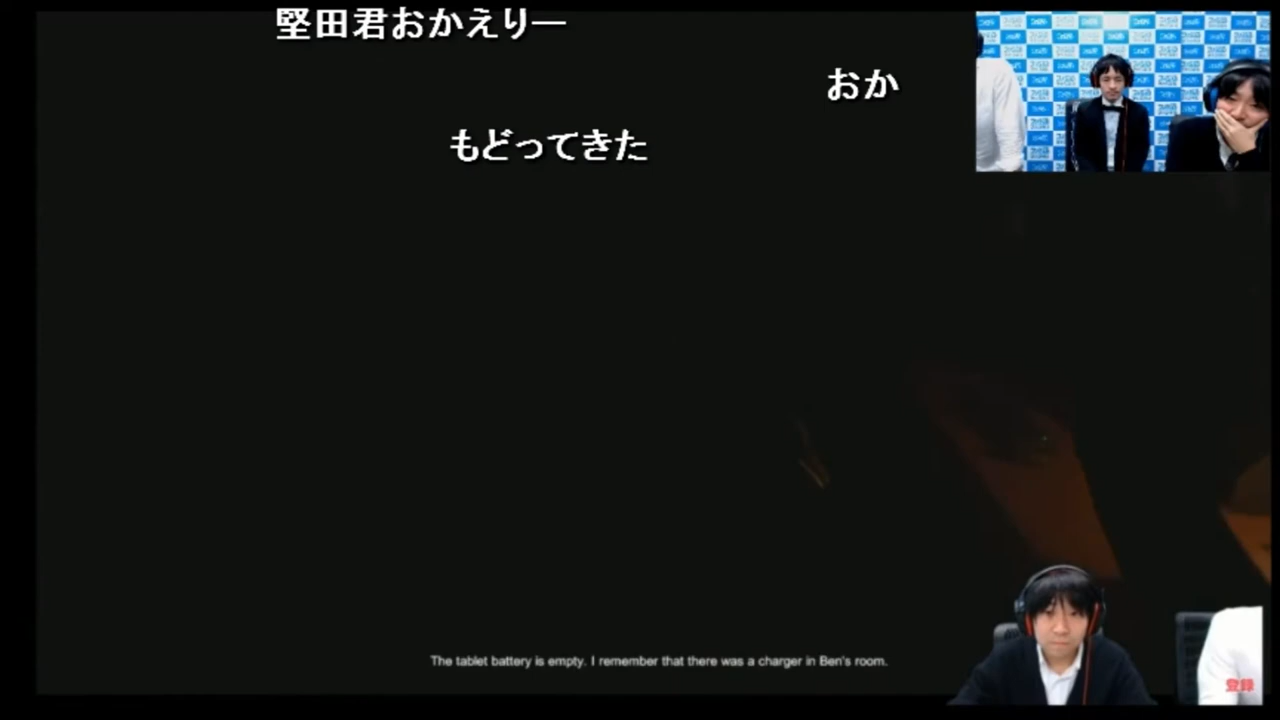 堅田君おかえりー
おか
もどってきた
The tablet battery is empty. I remember that there was a charger in Ben's room.
登録